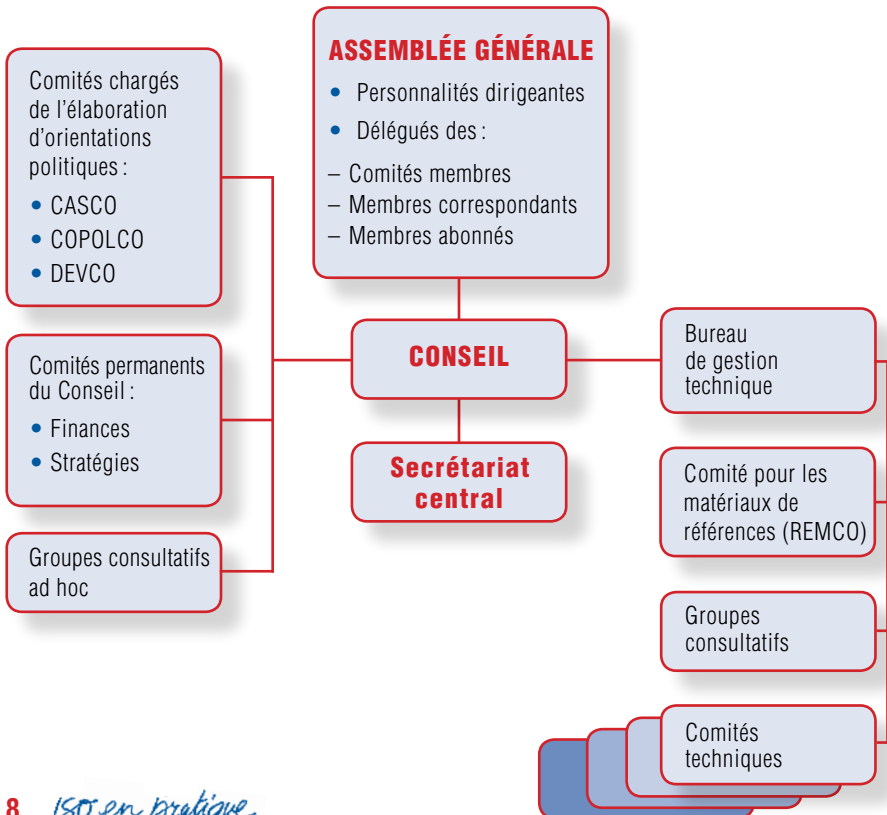 ASSEMBLÉE GÉNÉRALE
• Personnalités dirigeantes
• Délégués des :
– Comités membres
– Membres correspondants
– Membres abonnés
Comités chargés
de l'élaboration
d'orientations
politiques :
• CASCO
• COPOLCO
• DEVCO
Comités permanents
du Conseil :
• Finances
• Stratégies
Groupes consultatifs
ad hoc
CONSEIL
Secrétariat
central
Bureau
de gestion
technique
Comité pour les
matériaux de
références (REMCO)
Groupes
consultatifs
Comités
techniques
8 ISO en pratique